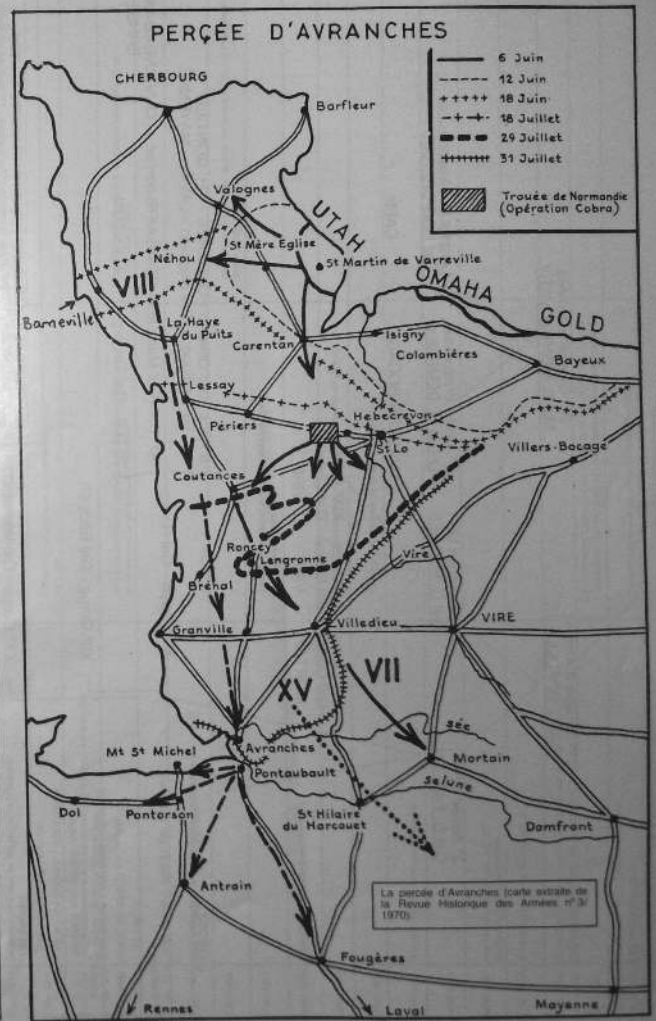 PERÇÉE D'AVRANCHES
6 Juin
12 Juin
18 Juin
18 Juillet
29 Juillet
31 Juillet
Trouée de Normandie
(Opération Cobra)
CHERBOURG
Barfleur
Valognes
UTAH
St Mère Eglise
Néhou
St Martin de Varreville
OMAHA
GOLD
VIII
Barneville
La Haye
du Puits
Carentan
Isigny
Colombières
Bayeux
Lessay
Périers
Hébécrevon
St Lo
Villers-Bocage
Coutances
Roncey
Lengronne
Vire
Bréhal
Granville
Villedieu
VIRE
XV
VII
sée
Avranches
Mt St Michel
Pontaubault
Mortain
Selune
Dol
Pontorson
St Hilaire
du Harcouet
Domfront
Antrain
La percée d'Avranches (carte extraite de
la Revue Historique des Années n° 3/
1970)
Fougères
Rennes
Laval
Mayenne